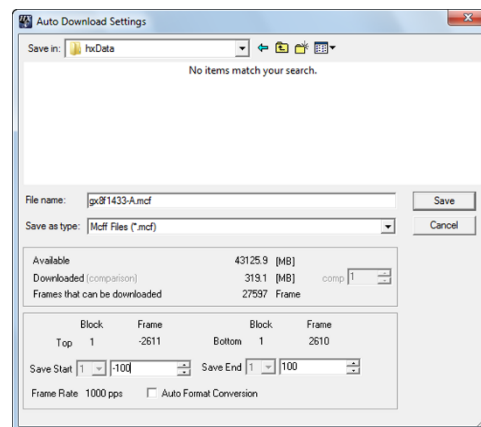 Auto Download Settings
Save in: hxData
No items match your search.
File name: gx8f1433-A.mcf Save
Save as type: Mcff Files (*.mcf) Cancel
Available 43125.9 [MB]
Downloaded (comparison) 319.1 [MB] comp 1
Frames that can be downloaded 27597 Frame
Block Frame Block Frame
Top 1 -2611 Bottom 1 2610
Save Start 1 -100 Save End 1 100
Frame Rate 1000 pps Auto Format Conversion